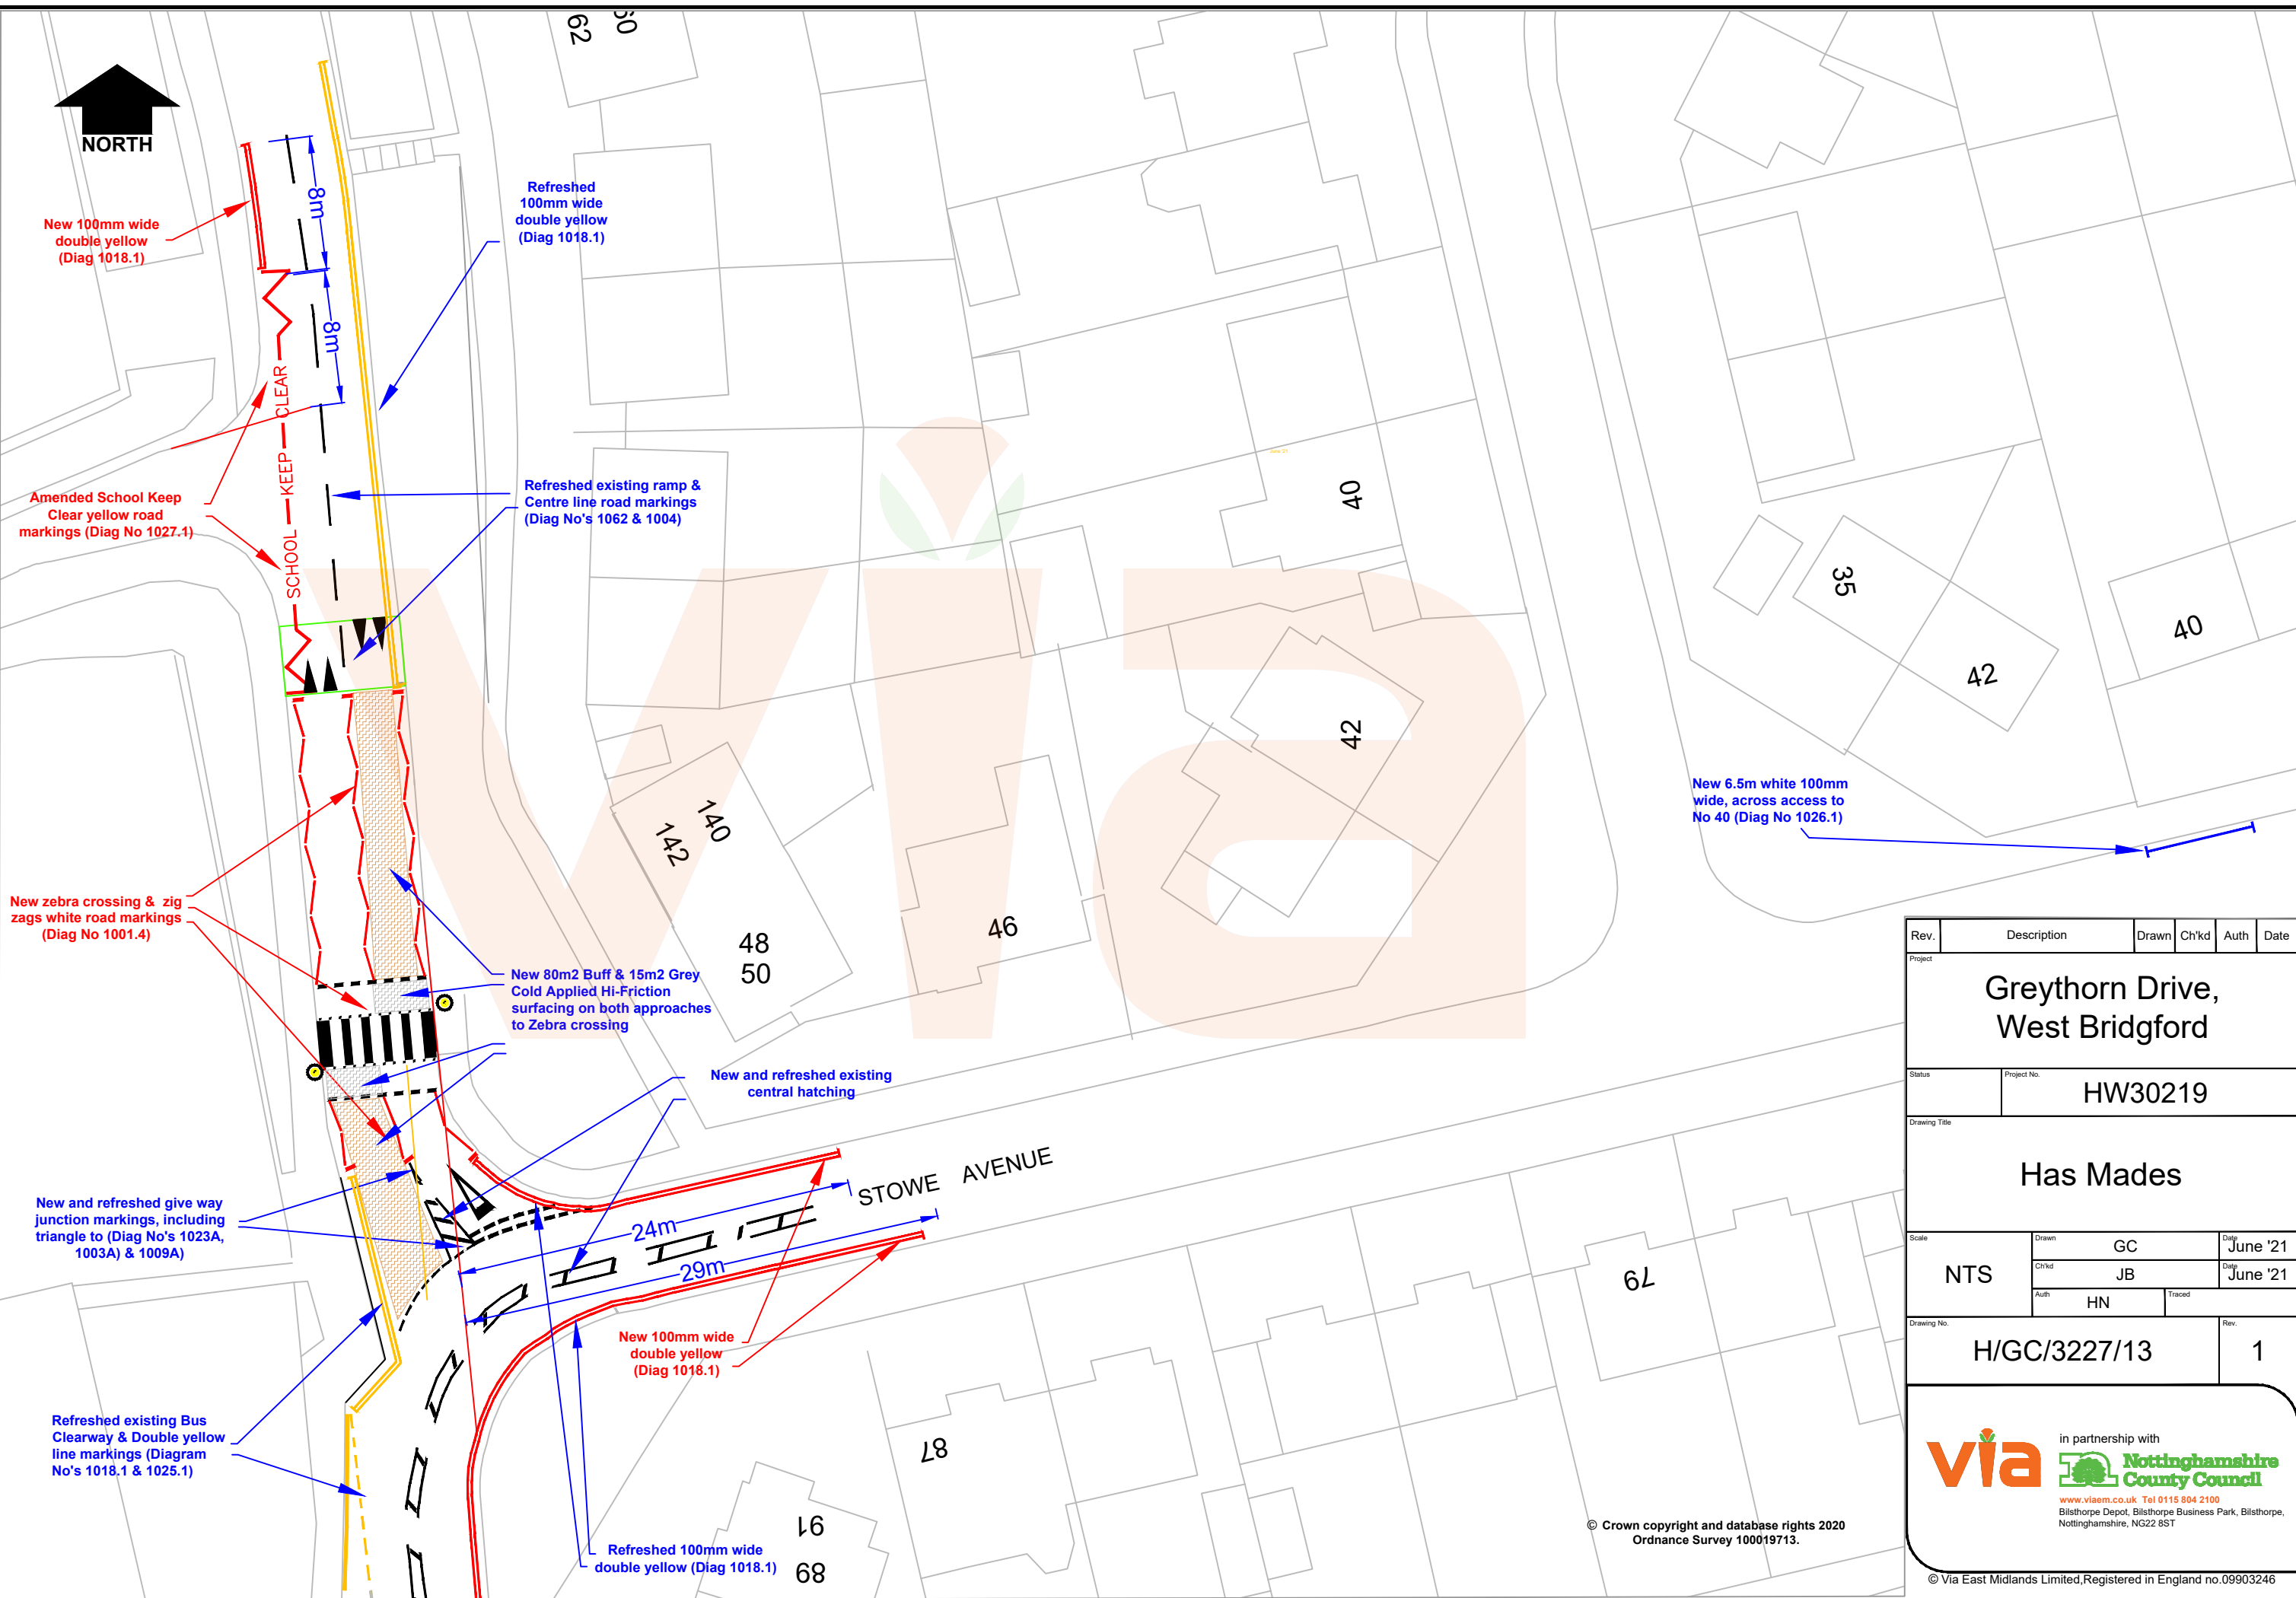 62
60
NORTH
8m
8m
New 100mm wide
double yellow
(Diag 1018.1)
Refreshed
100mm wide
double yellow
(Diag 1018.1)
SCHOOL KEEP CLEAR
Amended School Keep
Clear yellow road
markings (Diag No 1027.1)
Refreshed existing ramp &
Centre line road markings
(Diag No's 1062 & 1004)
40
35
42
40
42
New 6.5m white 100mm
wide, across access to
No 40 (Diag No 1026.1)
140
142
48
50
46
New zebra crossing & zig
zags white road markings
(Diag No 1001.4)
New 80m2 Buff & 15m2 Grey
Cold Applied Hi-Friction
surfacing on both approaches
to Zebra crossing
New and refreshed existing
central hatching
STOWE AVENUE
24m
29m
New and refreshed give way
junction markings, including
triangle to (Diag No's 1023A,
1003A) & 1009A)
New 100mm wide
double yellow
(Diag 1018.1)
Refreshed existing Bus
Clearway & Double yellow
line markings (Diagram
No's 1018.1 & 1025.1)
Refreshed 100mm wide
double yellow (Diag 1018.1)
79
87
91
89
via
© Crown copyright and database rights 2020
Ordnance Survey 100019713.
Rev. Description Drawn Ch'kd Auth Date
Project
Greythorn Drive,
West Bridgford
Status Project No.
HW30219
Drawing Title
Has Mades
Scale Drawn Date
NTS GC June '21
Ch'kd Date
JB June '21
Auth Traced
HN
Drawing No. Rev.
H/GC/3227/13 1
via
in partnership with
Nottinghamshire
County Council
www.viaem.co.uk Tel 0115 804 2100
Bilsthorpe Depot, Bilsthorpe Business Park, Bilsthorpe,
Nottinghamshire, NG22 8ST
© Via East Midlands Limited,Registered in England no.09903246